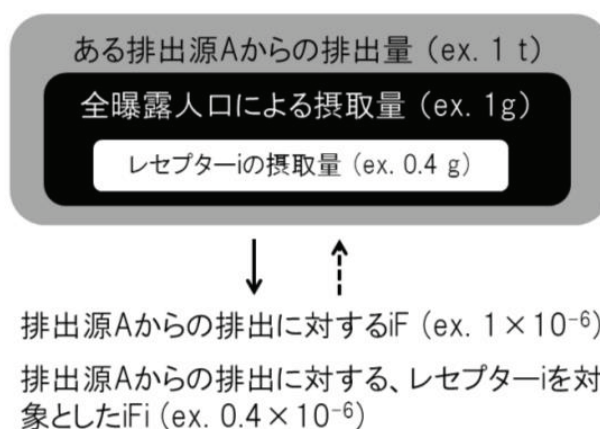 ある排出源Aからの排出量（ex. 1 t）
全曝露人口による摂取量（ex. 1g）
レセプターiの摂取量（ex. 0.4 g）
排出源Aからの排出に対するiF (ex. 1×10⁻⁶)
排出源Aからの排出に対する、レセプターiを対
象としたiFi (ex. 0.4×10⁻⁶)